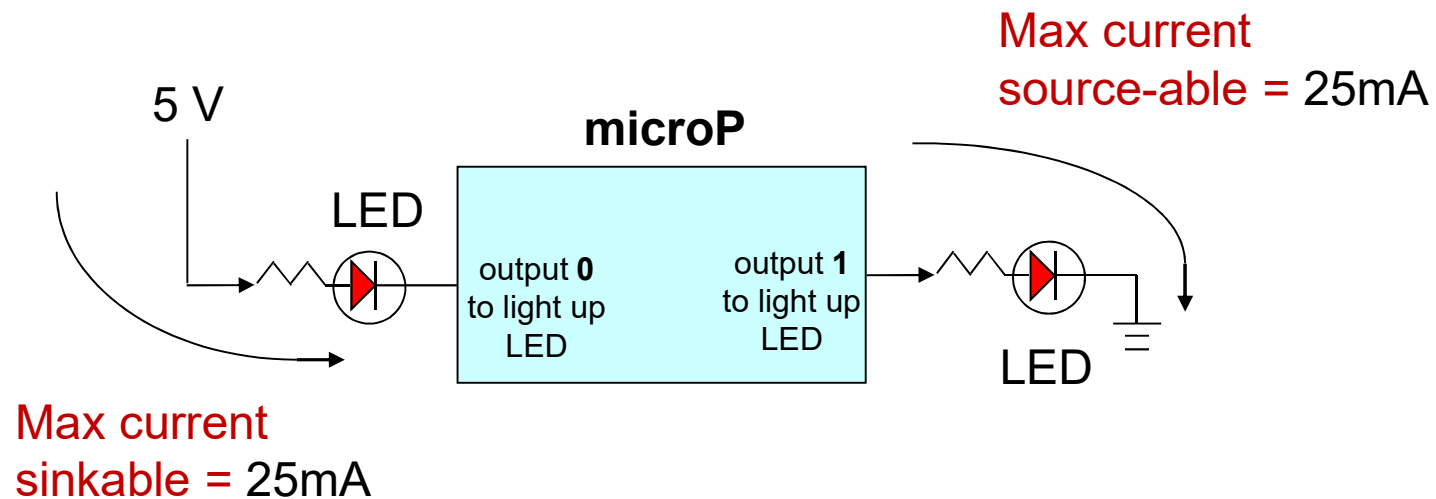 Max current
source-able = 25mA
5 V
microP
LED
output 0
to light up
LED
output 1
to light up
LED
LED
Max current
sinkable = 25mA